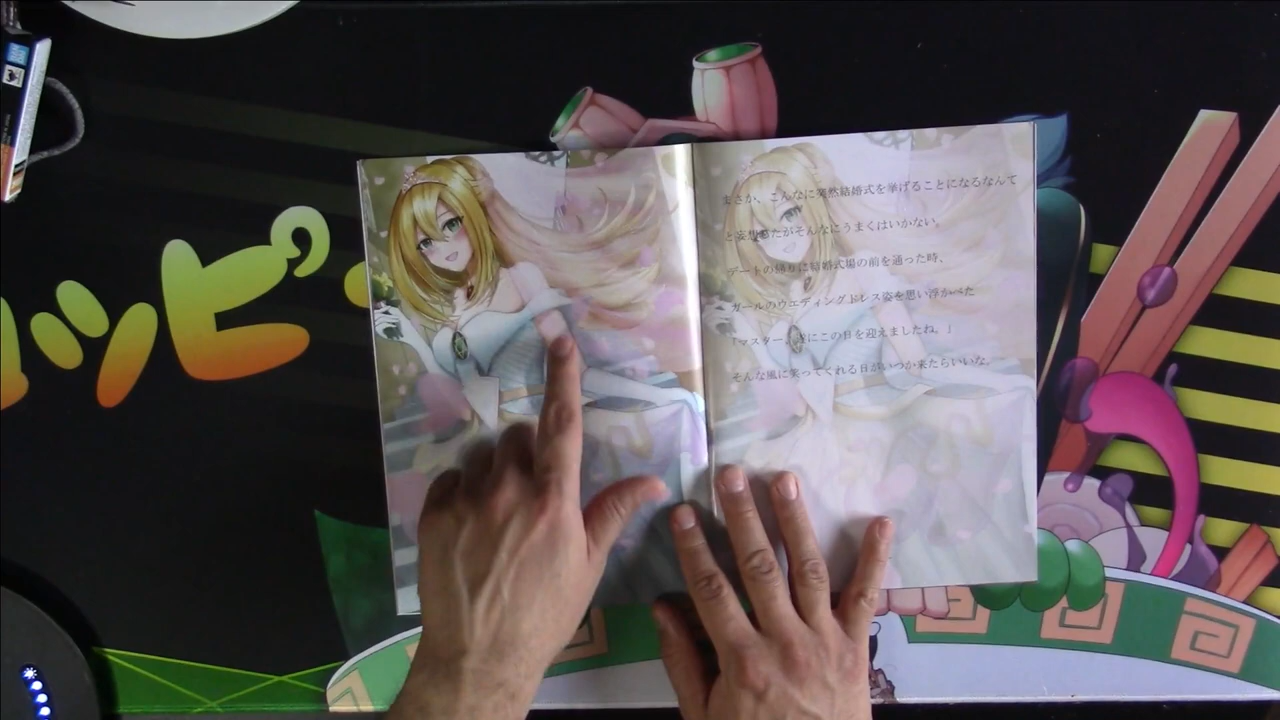 ッピ
まさか、こんなに突然結婚式を挙げることになるなんて
と妄想したがそんなにうまくはいかない。
デートの帰りに結婚式場の前を通った時、
ガールのウエディングドレス姿を思い浮かべた
「マスター、遂にこの日を迎えましたね。」
そんな風に笑ってくれる日がいつか来たらいいな。